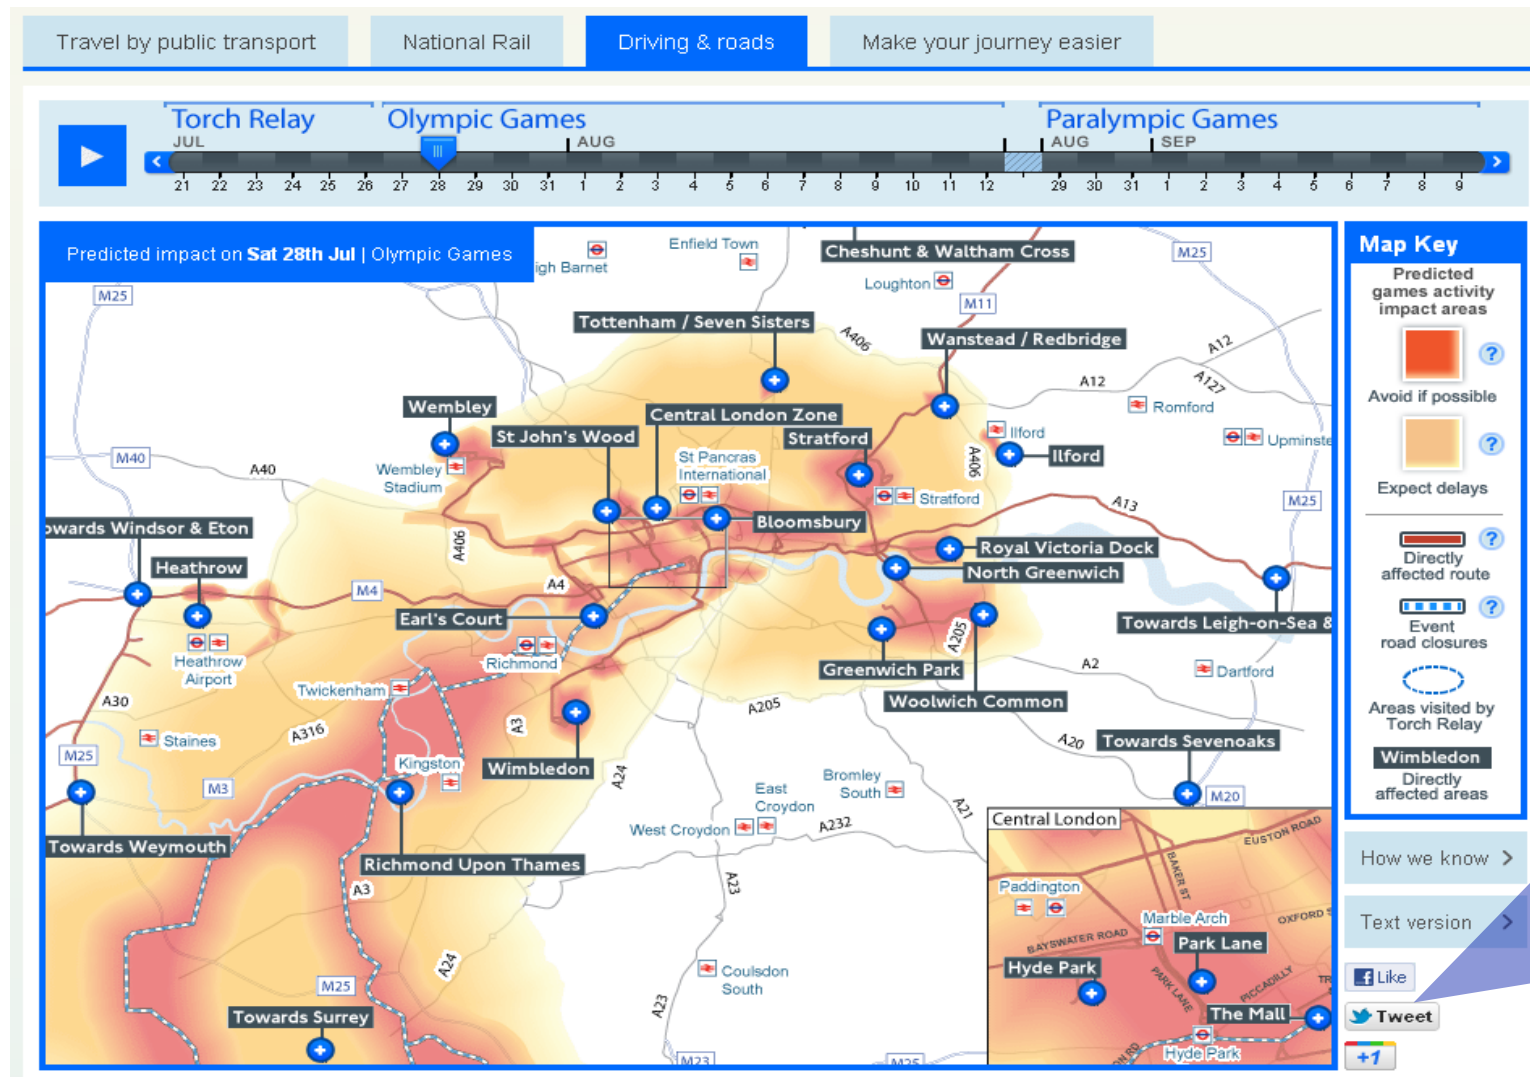 Travel by public transport
National Rail
Driving & roads
Make your journey easier
Torch Relay
Olympic Games
Paralympic Games
JUL
AUG
AUG
SEP
21 22 23 24 25 26 27 28 29 30 31 1 2 3 4 5 6 7 8 9 10 11 12 29 30 31 1 2 3 4 5 6 7 8 9
Predicted impact on Sat 28th Jul | Olympic Games
igh Barnet
Enfield Town
Cheshunt & Waltham Cross
M25
Loughton
M25
M11
Tottenham / Seven Sisters
A406
Wanstead / Redbridge
A12
A12
A127
Wembley
Central London Zone
Romford
St John's Wood
Stratford
Ilford
Upminste
M40
A40
Wembley
Stadium
St Pancras
International
A406
Ilford
Stratford
M25
A13
owards Windsor & Eton
Bloomsbury
A406
Royal Victoria Dock
Heathrow
North Greenwich
M4
A4
Earl's Court
Towards Leigh-on-Sea &
A205
Heathrow
Airport
Richmond
Greenwich Park
A2
Dartford
Twickenham
Woolwich Common
A30
A205
A316
A3
Staines
A20
Towards Sevenoaks
M25
Kingston
Wimbledon
A24
M3
Bromley
South
M20
East
Croydon
A21
West Croydon
A232
Towards Weymouth
Richmond Upon Thames
A3
A23
A24
Coulsdon
South
M25
A23
Towards Surrey
M23
M25
Central London
EUSTON ROAD
BAKER ST
Paddington
Marble Arch
OXFORD S
BAYSWATER ROAD
Park Lane
Hyde Park
PARK LANE
PICCADILLY
TR
The Mall
Hyde Park
ON RD
Map Key
Predicted
games activity
impact areas
?
Avoid if possible
?
Expect delays
?
Directly
affected route
?
Event
road closures
Areas visited by
Torch Relay
Wimbledon
Directly
affected areas
How we know >
Text version >
f Like
Tweet
+1